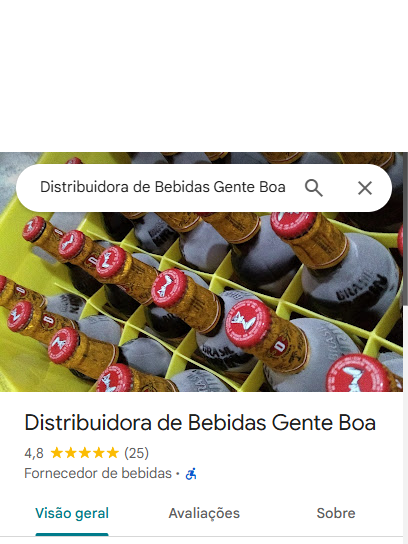 Distribuidora de Bebidas Gente Boa
BRASIL
Distribuidora de Bebidas Gente Boa
4,8 ★★★★★ (25)
Fornecedor de bebidas ·
Visão geral
Avaliações
Sobre